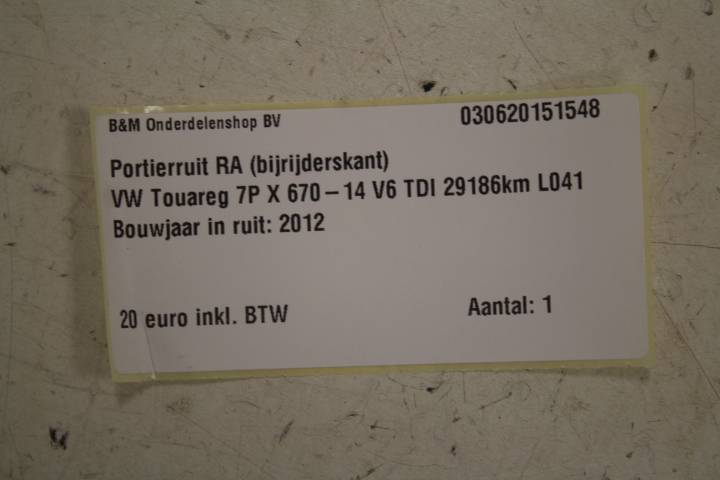 B&M Onderdelenshop BV 030620151548
Portierruit RA (bijrijderskant)
VW Touareg 7P X 670-14 V6 TDI 29186km L041
Bouwjaar in ruit: 2012
20 euro inkl. BTW Aantal: 1